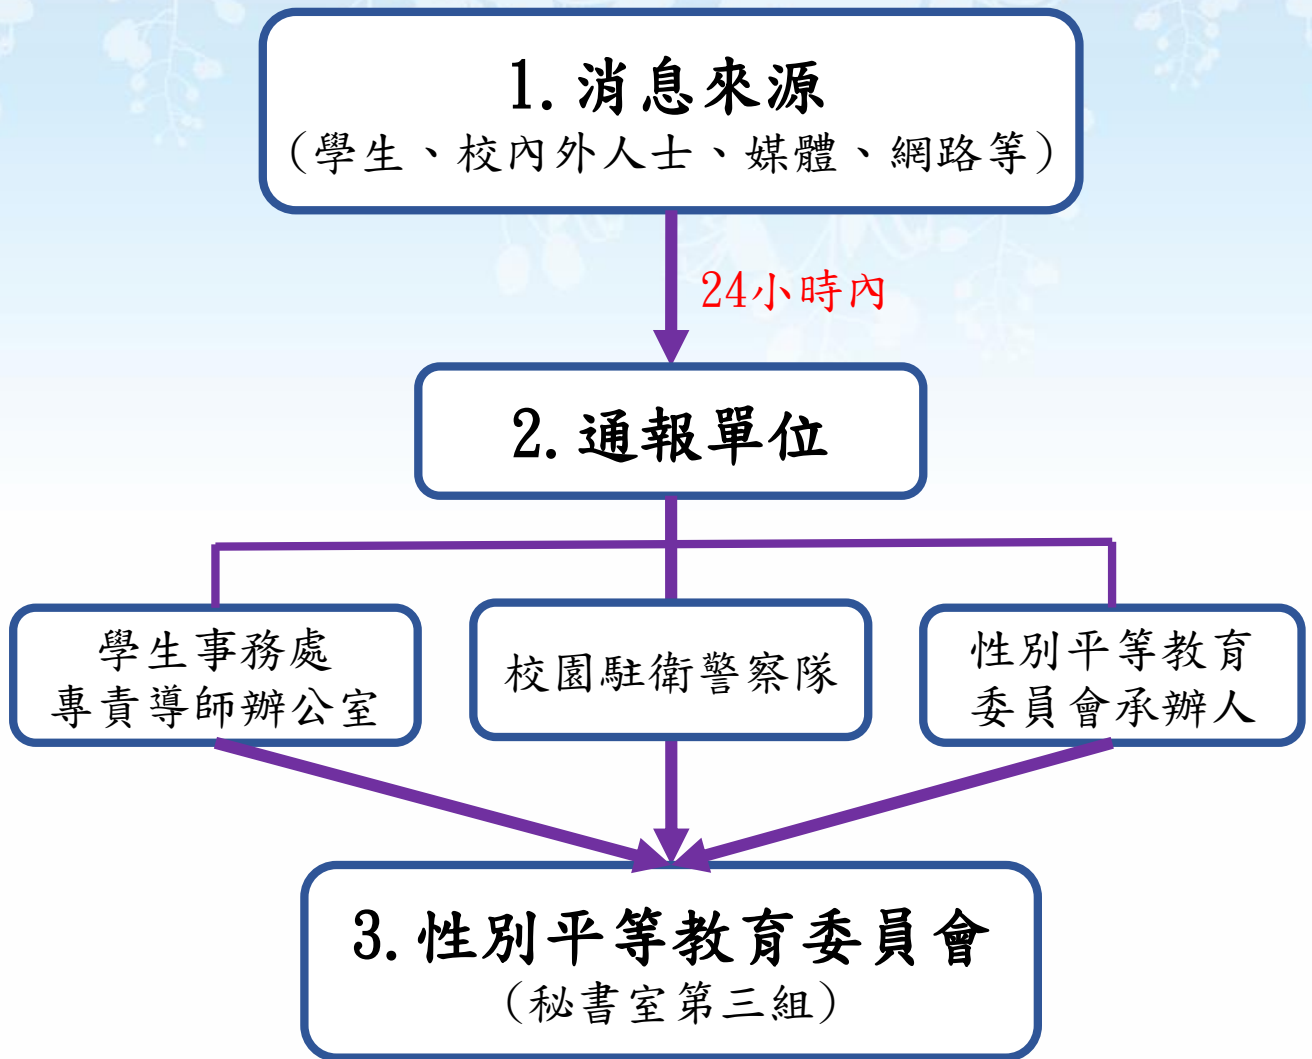 1.消息來源
（學生、校內外人士、媒體、網路等）
24小時內
2.通報單位
學生事務處
專責導師辦公室
校園駐衛警察隊
性別平等教育
委員會承辦人
3.性別平等教育委員會
（秘書室第三組）